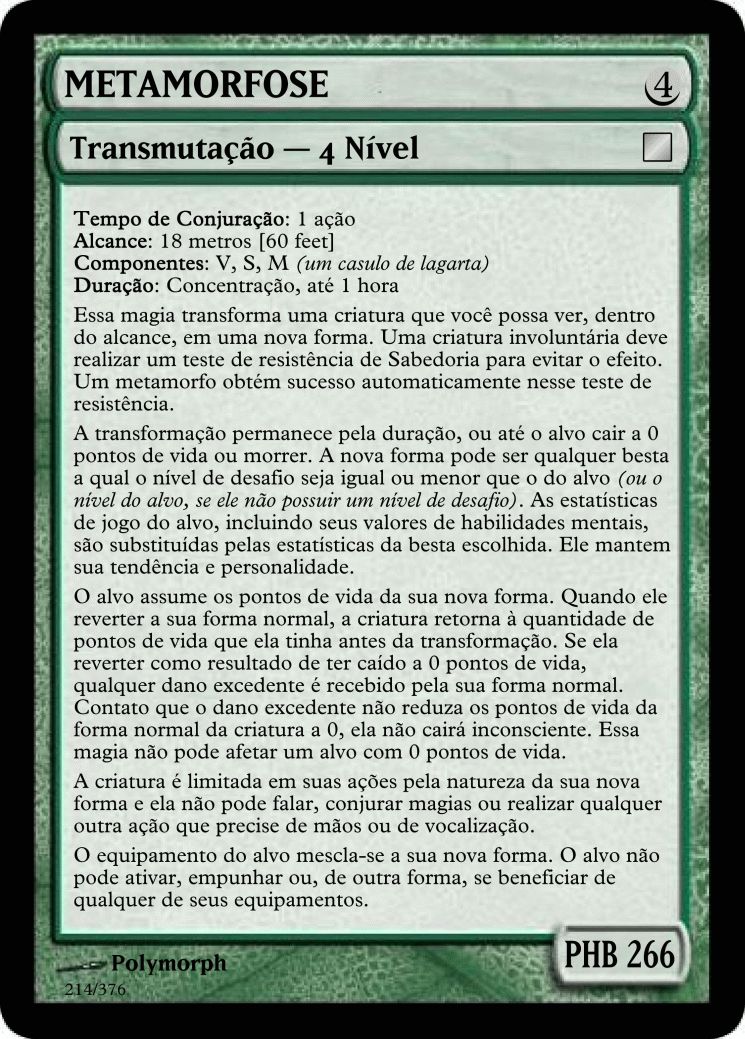 METAMORFOSE
4
Transmutação — 4 Nível
Tempo de Conjuração: 1 ação
Alcance: 18 metros [60 feet]
Componentes: V, S, M (um casulo de lagarta)
Duração: Concentração, até 1 hora
Essa magia transforma uma criatura que você possa ver, dentro
do alcance, em uma nova forma. Uma criatura involuntária deve
realizar um teste de resistência de Sabedoria para evitar o efeito.
Um metamorfo obtém sucesso automaticamente nesse teste de
resistência.
A transformação permanece pela duração, ou até o alvo cair a 0
pontos de vida ou morrer. A nova forma pode ser qualquer besta
a qual o nível de desafio seja igual ou menor que o do alvo (ou o
nível do alvo, se ele não possuir um nível de desafio). As estatísticas
de jogo do alvo, incluindo seus valores de habilidades mentais,
são substituídas pelas estatísticas da besta escolhida. Ele mantem
sua tendência e personalidade.
O alvo assume os pontos de vida da sua nova forma. Quando ele
reverter a sua forma normal, a criatura retorna à quantidade de
pontos de vida que ela tinha antes da transformação. Se ela
reverter como resultado de ter caído a 0 pontos de vida,
qualquer dano excedente é recebido pela sua forma normal.
Contato que o dano excedente não reduza os pontos de vida da
forma normal da criatura a 0, ela não cairá inconsciente. Essa
magia não pode afetar um alvo com 0 pontos de vida.
A criatura é limitada em suas ações pela natureza da sua nova
forma e ela não pode falar, conjurar magias ou realizar qualquer
outra ação que precise de mãos ou de vocalização.
O equipamento do alvo mescla-se a sua nova forma. O alvo não
pode ativar, empunhar ou, de outra forma, se beneficiar de
qualquer de seus equipamentos.
PHB 266
Polymorph
214/376